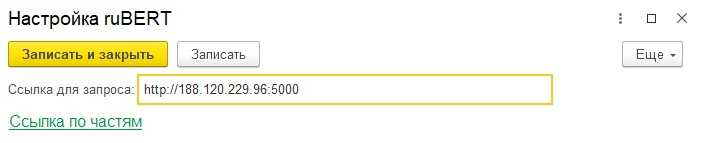 Настройка ruBERT
Записать и закрыть Записать Еще
Ссылка для запроса: http://188.120.229.96:5000
Ссылка по частям